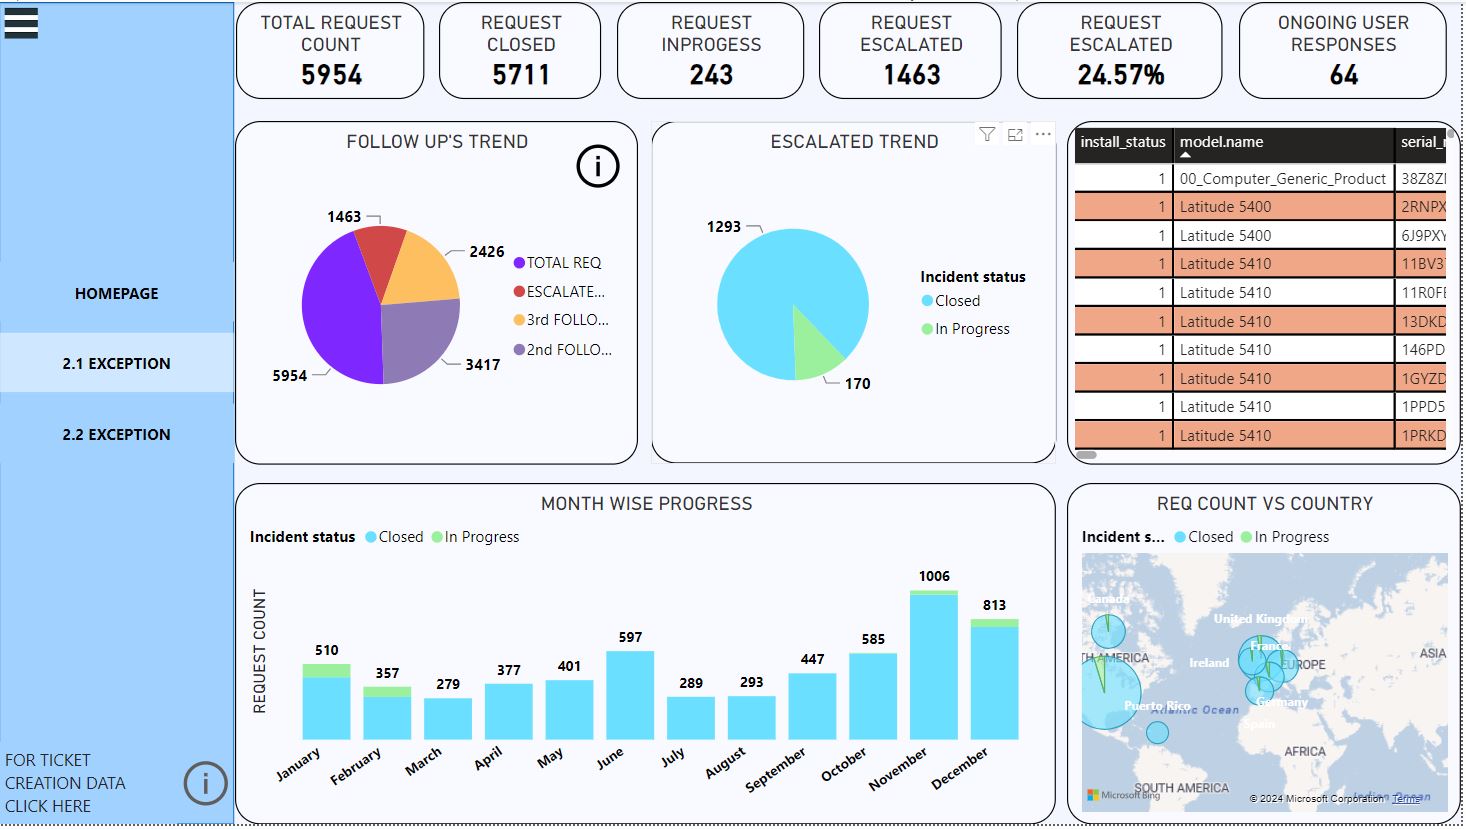 TOTAL REQUEST
COUNT
5954
REQUEST
CLOSED
5711
REQUEST
INPROGESS
243
REQUEST
ESCALATED
1463
REQUEST
ESCALATED
24.57%
ONGOING USER
RESPONSES
64
HOMEPAGE
2.1 EXCEPTION
2.2 EXCEPTION
FOR TICKET
CREATION DATA
CLICK HERE
i
FOLLOW UP'S TREND
i
1463
2426
3417
5954
TOTAL REQ
ESCALATE...
3rd FOLLO...
2nd FOLLO...
ESCALATED TREND
1293
170
Incident status
Closed
In Progress
install_status model.name serial_
1 00_Computer_Generic_Product 38Z8Z
1 Latitude 5400 2RNPX
1 Latitude 5400 6J9PXY
1 Latitude 5410 11BV3
1 Latitude 5410 11R0F
1 Latitude 5410 13DKD
1 Latitude 5410 146PD
1 Latitude 5410 1GYZD
1 Latitude 5410 1PPD5
1 Latitude 5410 1PRKD
MONTH WISE PROGRESS
Incident status Closed In Progress
REQUEST COUNT
510
357
279
377
401
597
289
293
447
585
1006
813
January
February
March
April
May
June
July
August
September
October
November
December
REQ COUNT VS COUNTRY
Incident s... Closed In Progress
Canada
United Kingdom
France
TH AMERICA
Ireland
EUROPE
ASIA
Puerto Rico
Atlantic Ocean
Germany
Spain
AFRICA
SOUTH AMERICA
Microsoft Bing
© 2024 Microsoft Corporation Terms
Indian Ocean